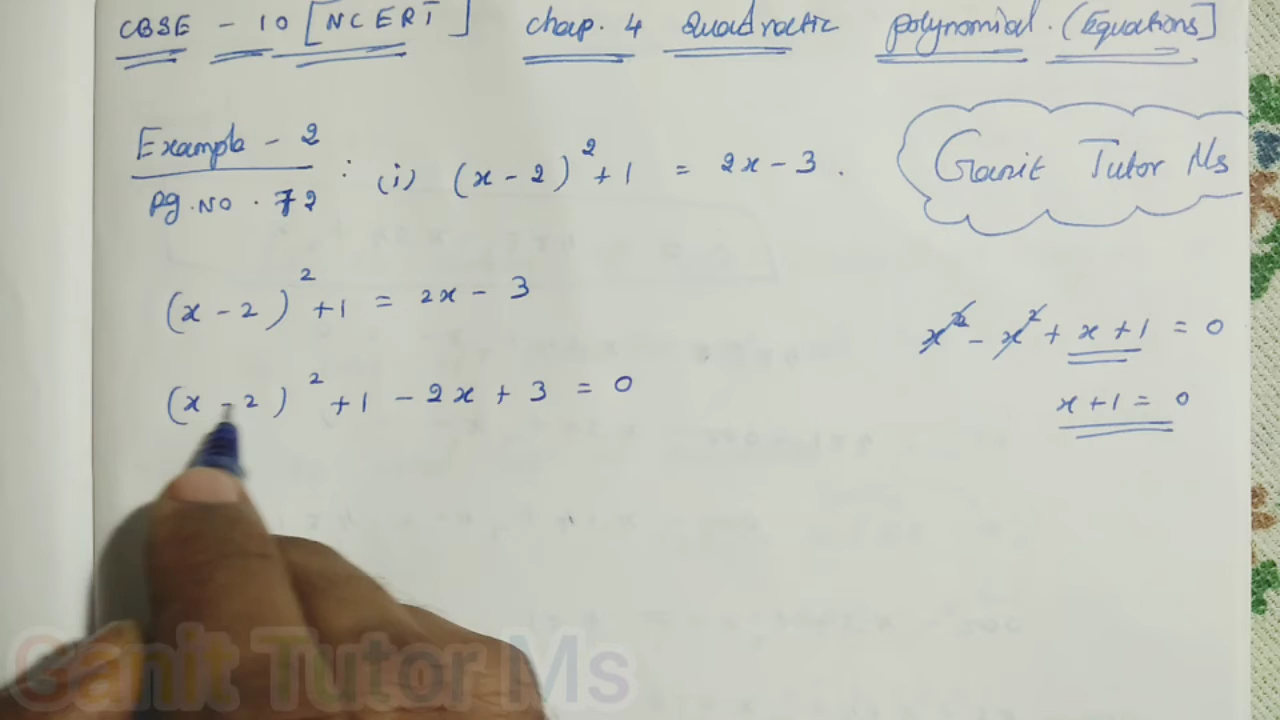 CBSE - 10 [NCERT] chap. 4 Quadractic polynomial. (Equations]
Example - 2
Pg. No. 72
: (i) (x - 2)² + 1 = 2x - 3.
Ganit Tutor Ms
(x - 2)² + 1 = 2x - 3
x² - x² + x + 1 = 0
(x - 2)² + 1 - 2x + 3 = 0
x + 1 = 0
Ganit Tutor Ms